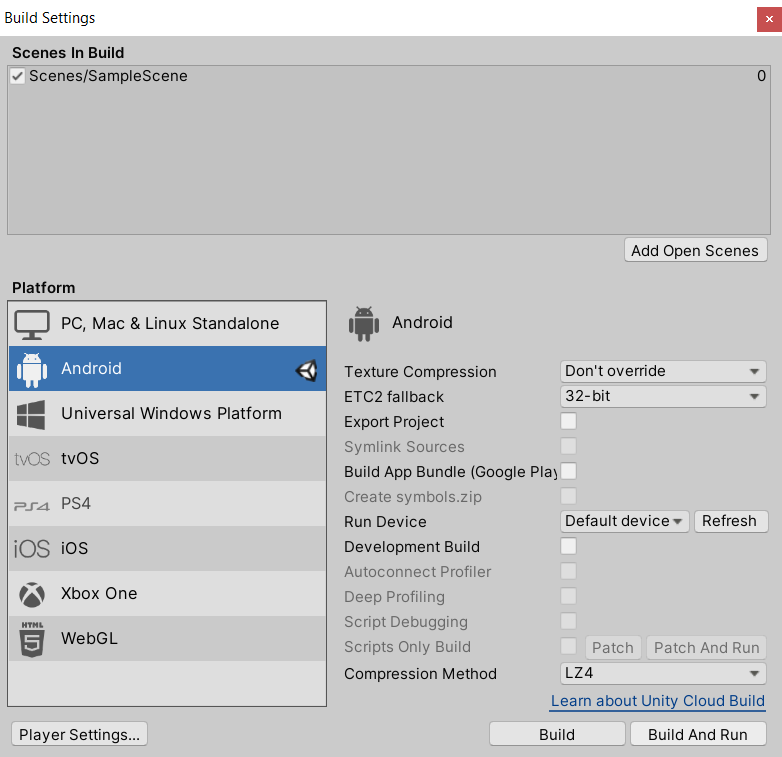 Build Settings
Scenes In Build
Scenes/SampleScene 0
Add Open Scenes
Platform
PC, Mac & Linux Standalone
Android
Universal Windows Platform
tvOS tvOS
PS4 PS4
iOS iOS
Xbox One
HTML 5 WebGL
Android
Texture Compression Don't override
ETC2 fallback 32-bit
Export Project
Symlink Sources
Build App Bundle (Google Play
Create symbols.zip
Run Device Default device Refresh
Development Build
Autoconnect Profiler
Deep Profiling
Script Debugging
Scripts Only Build Patch Patch And Run
Compression Method LZ4
Learn about Unity Cloud Build
Player Settings... Build Build And Run